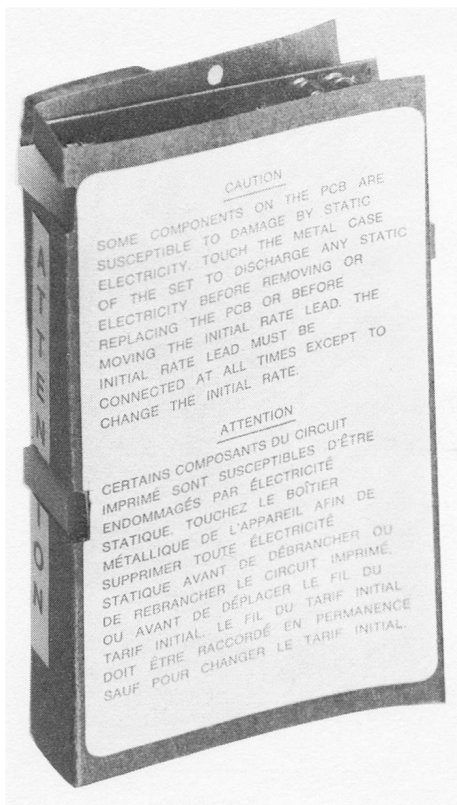 ATTENTION
CAUTION
SOME COMPONENTS ON THE PCB ARE
SUSCEPTIBLE TO DAMAGE BY STATIC
ELECTRICITY. TOUCH THE METAL CASE
OF THE SET TO DISCHARGE ANY STATIC
ELECTRICITY BEFORE REMOVING OR
REPLACING THE PCB OR BEFORE
MOVING THE INITIAL RATE LEAD. THE
INITIAL RATE LEAD MUST BE
CONNECTED AT ALL TIMES EXCEPT TO
CHANGE THE INITIAL RATE.
ATTENTION
CERTAINS COMPOSANTS DU CIRCUIT
IMPRIMÉ SONT SUSCEPTIBLES D'ÊTRE
ENDOMMAGÉS PAR ÉLECTRICITÉ
STATIQUE. TOUCHEZ LE BOÎTIER
MÉTALLIQUE DE L'APPAREIL AFIN DE
SUPPRIMER TOUTE ÉLECTRICITÉ
STATIQUE AVANT DE DÉBRANCHER OU
DE REBRANCHER LE CIRCUIT IMPRIMÉ,
OU AVANT DE DÉPLACER LE FIL DU
TARIF INITIAL. LE FIL DU TARIF INITIAL
DOIT ÊTRE RACCORDÉ EN PERMANENCE
SAUF POUR CHANGER LE TARIF INITIAL.